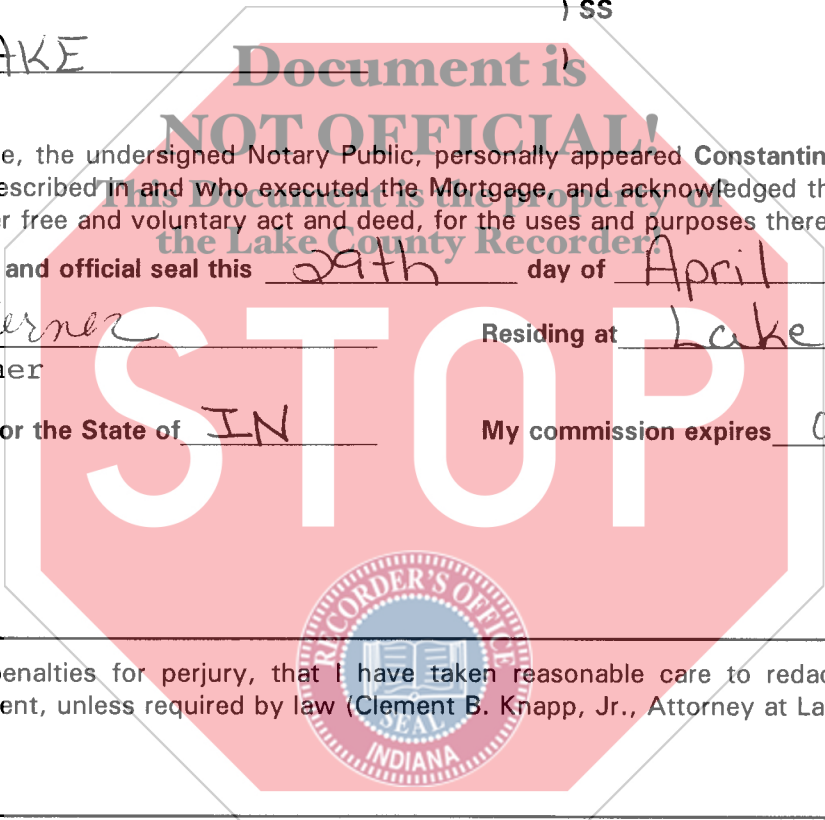 ) SS
AKE )
Document is
NOT OFFICIAL!
e, the undersigned Notary Public, personally appeared Constantin
escribed in and who executed the Mortgage, and acknowledged th
This Document is the property of
r free and voluntary act and deed, for the uses and purposes there
the Lake County Recorder!
and official seal this 29th day of April
erner Residing at Lake
ner
or the State of IN My commission expires 0
STOP
RECORDER'S OFFICE
SEAL
INDIANA
enalties for perjury, that I have taken reasonable care to redac
ent, unless required by law (Clement B. Knapp, Jr., Attorney at La